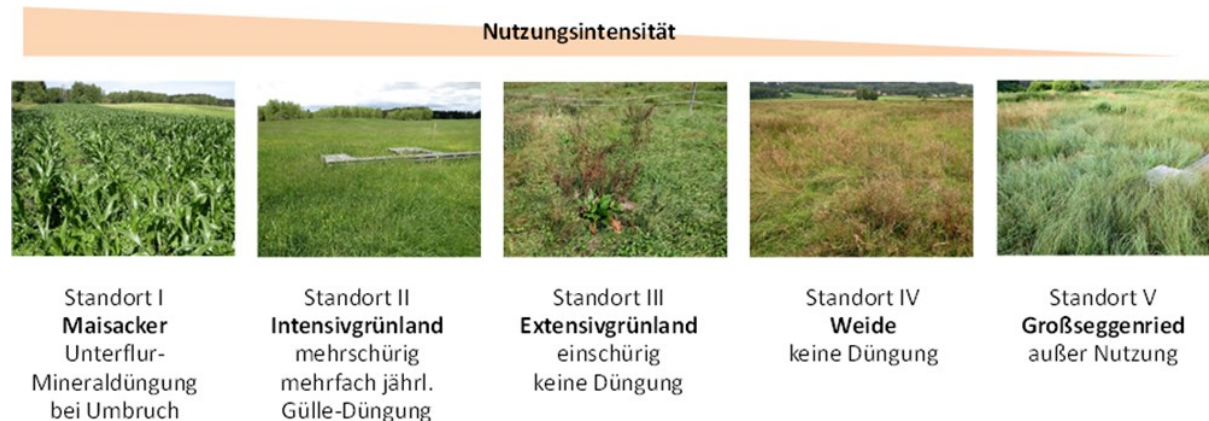 Nutzungsintensität
Standort I
Maisacker
Unterflur-
Mineraldüngung
bei Umbruch
Standort II
Intensivgrünland
mehrschürig
mehrfach jährl.
Gülle-Düngung
Standort III
Extensivgrünland
einschürig
keine Düngung
Standort IV
Weide
keine Düngung
Standort V
Großseggenried
außer Nutzung